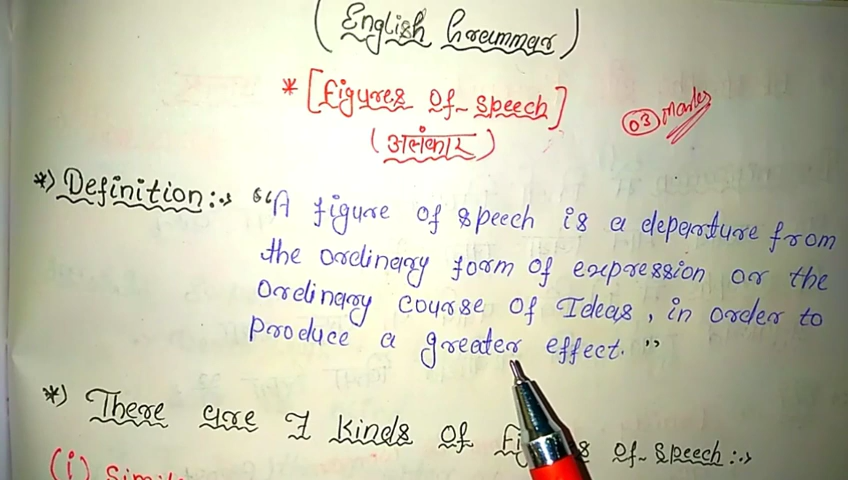 (English Grammar)
* [Figures Of-Speech]
03 Marks
(अलंकार)
*) Definition:->
"A figure of speech is a departure from
the ordinary form of expression or the
ordinary course of Ideas, in order to
produce a greater effect."
*) There are 7 Kinds Of Of-speech:->
(i)